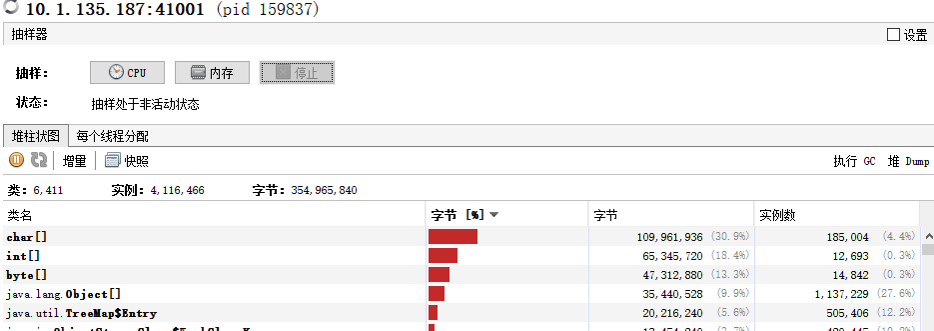 10.1.135.187:41001 (pid 159837)
抽样器 设置
抽样: CPU 内存 停止
状态: 抽样处于非活动状态
堆柱状图 每个线程分配
增量 快照 执行 GC 堆 Dump
类: 6,411 实例: 4,116,466 字节: 354,965,840
类名 字节 [%] 字节 实例数
char[] 109,961,936 (30.9%) 185,004 (4.4%)
int[] 65,345,720 (18.4%) 12,693 (0.3%)
byte[] 47,312,880 (13.3%) 14,842 (0.3%)
java.lang.Object[] 35,440,528 (9.9%) 1,137,229 (27.6%)
java.util.TreeMap$Entry 20,216,240 (5.6%) 505,406 (12.2%)